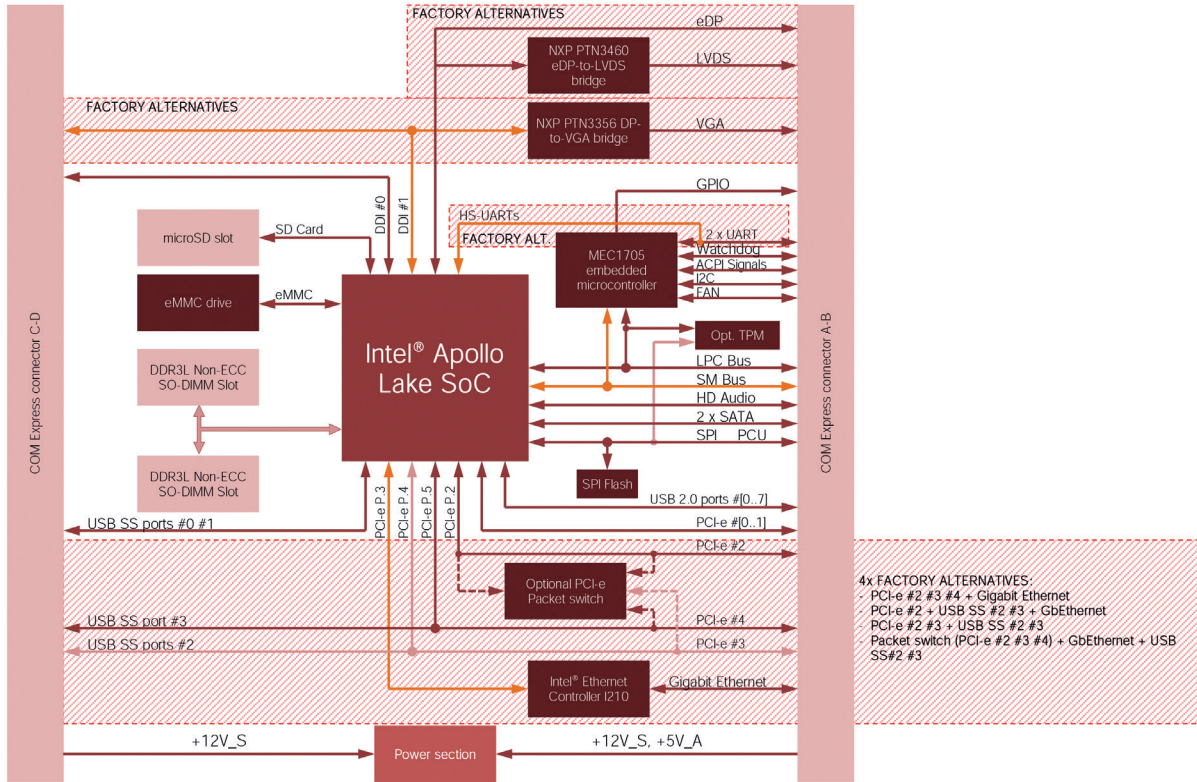 FACTORY ALTERNATIVES
eDP
NXP PTN3460
eDP-to-LVDS
bridge
LVDS
FACTORY ALTERNATIVES
NXP PTN3356 DP-
to-VGA bridge
VGA
GPIO
DDI #0
DDI #1
HS-UARTs
FACTORY ALT.
microSD slot
SD Card
2 x UART
Watchdog
ACPI Signals
I2C
FAN
MEC1705
embedded
microcontroller
eMMC drive
eMMC
COM Express connector C-D
COM Express connector A-B
Intel® Apollo
Lake SoC
Opt. TPM
LPC Bus
SM Bus
HD Audio
2 x SATA
SPI PCU
DDR3L Non-ECC
SO-DIMM Slot
DDR3L Non-ECC
SO-DIMM Slot
SPI Flash
PCI-e P.3
PCI-e P.4
PCI-e P.5
PCI-e P.2
USB 2.0 ports #[0..7]
USB SS ports #0 #1
PCI-e #[0..1]
PCI-e #2
Optional PCI-e
Packet switch
USB SS port #3
PCI-e #4
USB SS ports #2
PCI-e #3
Intel® Ethernet
Controller I210
Gigabit Ethernet
4x FACTORY ALTERNATIVES:
- PCI-e #2 #3 #4 + Gigabit Ethernet
- PCI-e #2 + USB SS #2 #3 + GbEthernet
- PCI-e #2 #3 + USB SS #2 #3
- Packet switch (PCI-e #2 #3 #4) + GbEthernet + USB
SS#2 #3
+12V_S
Power section
+12V_S, +5V_A